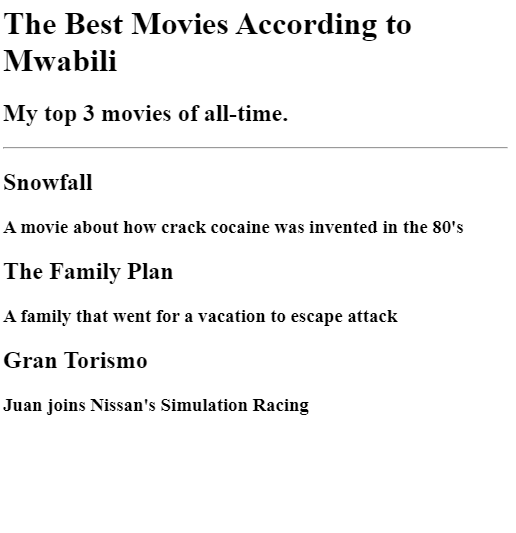 The Best Movies According to
Mwabili
My top 3 movies of all-time.
Snowfall
A movie about how crack cocaine was invented in the 80's
The Family Plan
A family that went for a vacation to escape attack
Gran Torismo
Juan joins Nissan's Simulation Racing